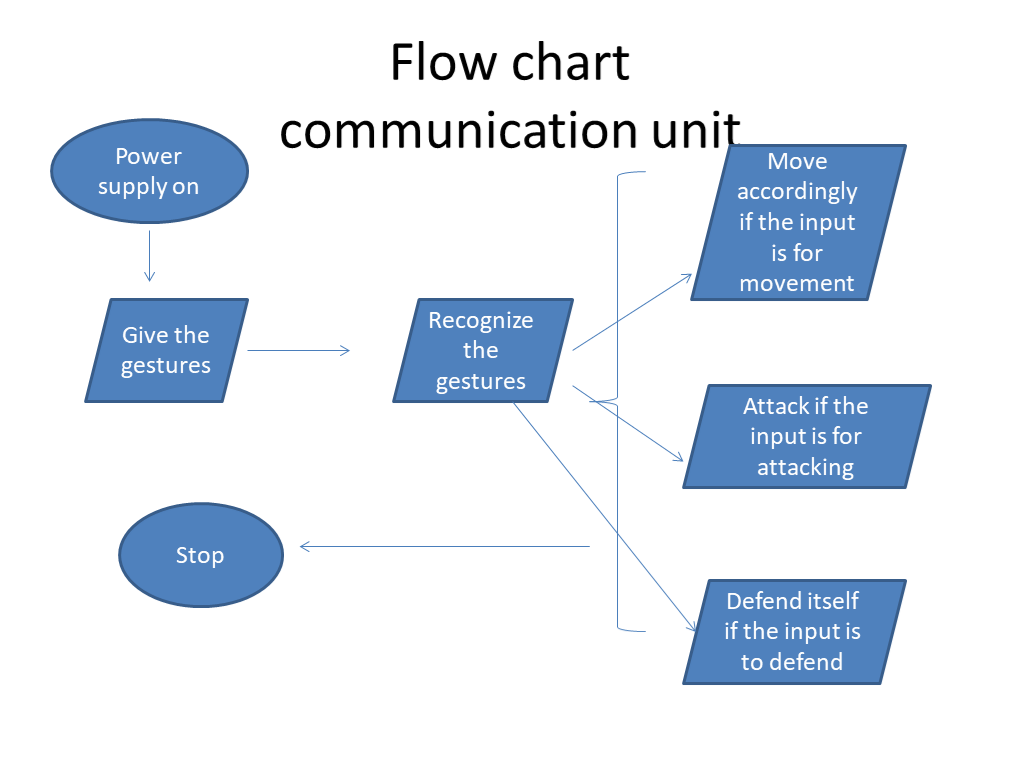 Flow chart
communication unit
Power
supply on
Give the
gestures
Recognize
the
gestures
Move
accordingly
if the input
is for
movement
Attack if the
input is for
attacking
Defend itself
if the input is
to defend
Stop